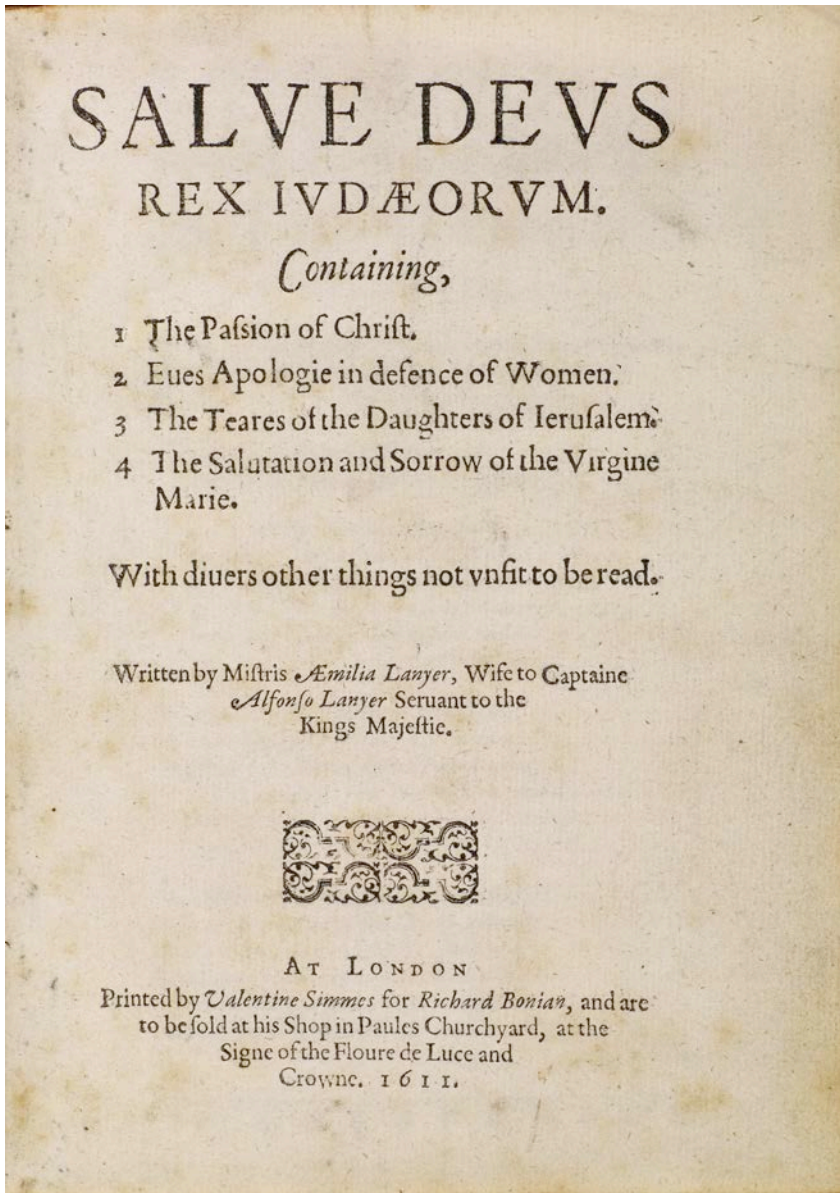 SALVE DEVS
REX IVDÆORVM.
Containing,
1 The Paſsion of Chriſt.
2 Eues Apologie in defence of Women.
3 The Teares of the Daughters of Ieruſalem.
4 The Salutation and Sorrow of the Virgine
Marie.
With diuers other things not vnfit to be read.
Written by Miſtris Æmilia Lanyer, Wife to Captaine
Alfonſo Lanyer Seruant to the
Kings Majeſtie.
AT LONDON
Printed by Valentine Simmes for Richard Bonian, and are
to be ſold at his Shop in Paules Churchyard, at the
Signe of the Floure de Luce and
Crowne. 1611.